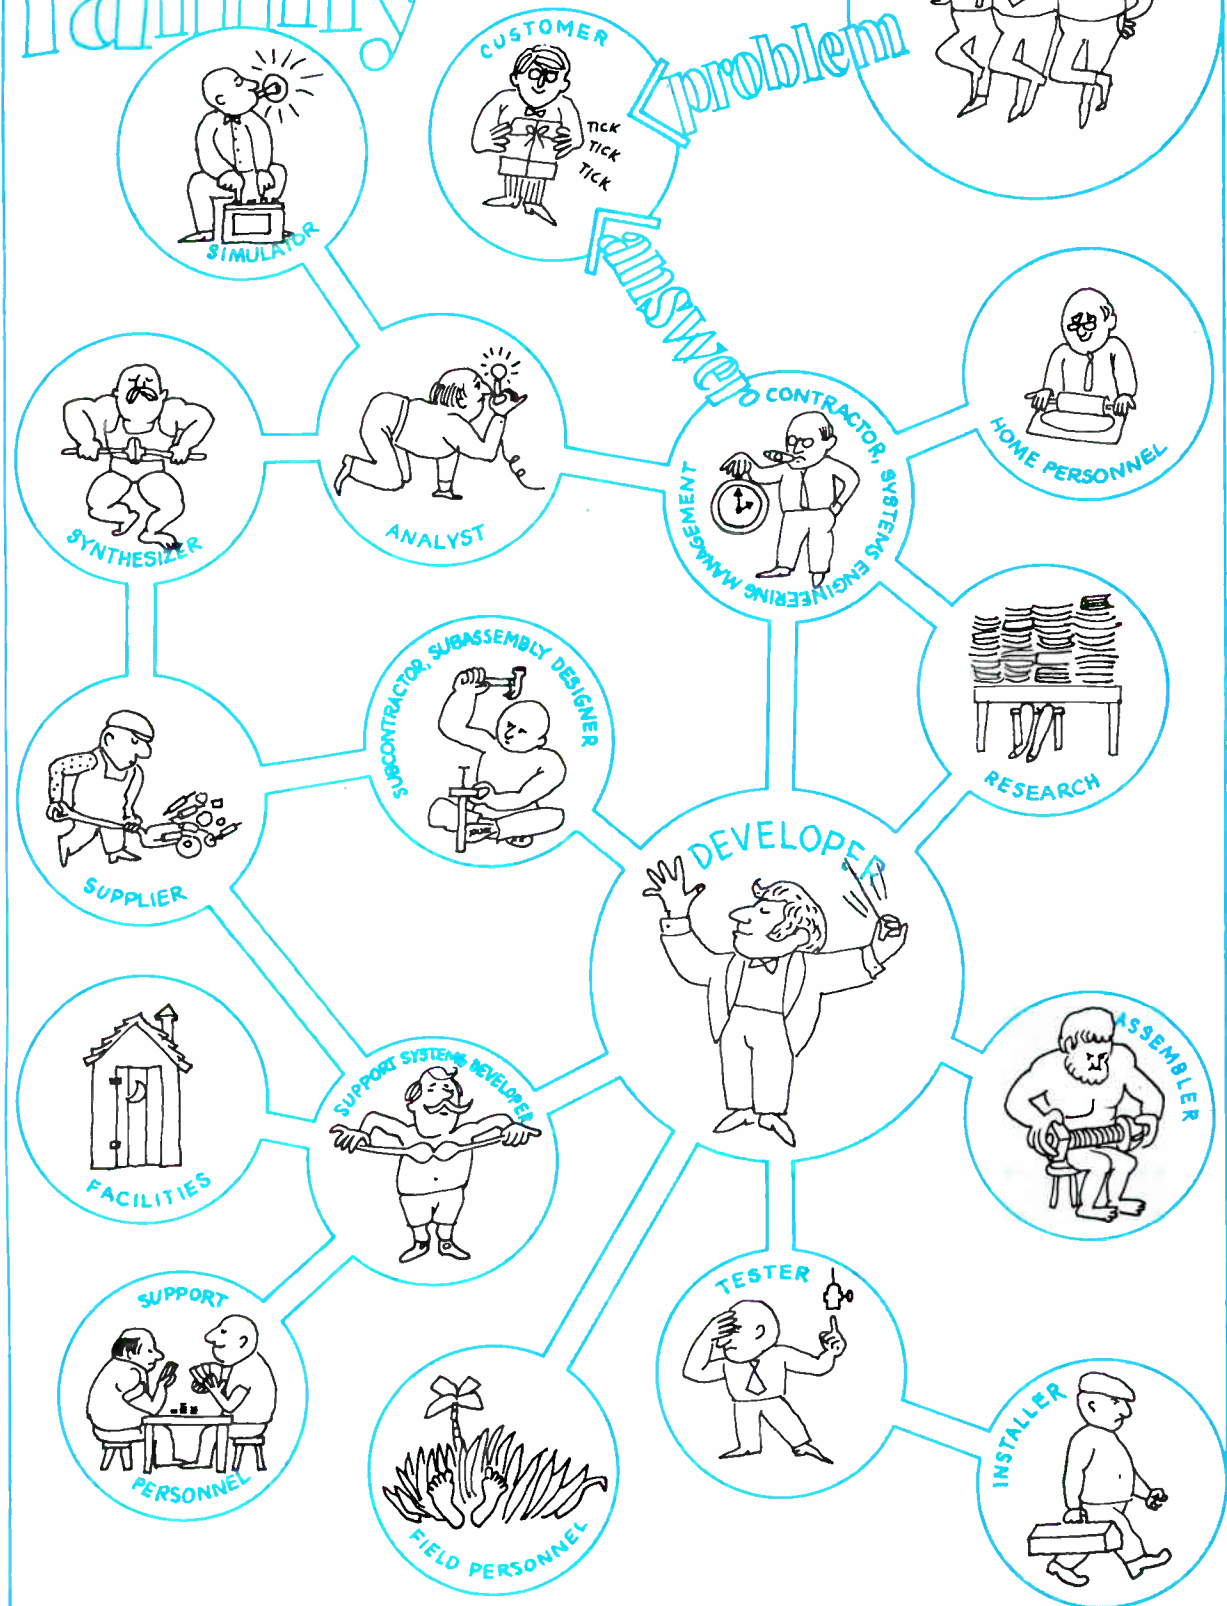 family
CUSTOMER
problem
TICK
TICK
TICK
SIMULATOR
answer
CONTRACTOR, SYSTEMS ENGINEERING MANAGEMENT
HOME PERSONNEL
SYNTHESIZER
ANALYST
SUBCONTRACTOR, SUBASSEMBLY DESIGNER
RESEARCH
SUPPLIER
DEVELOPER
ASSEMBLER
SUPPORT SYSTEMS DEVELOPER
FACILITIES
TESTER
SUPPORT
PERSONNEL
INSTALLER
FIELD PERSONNEL